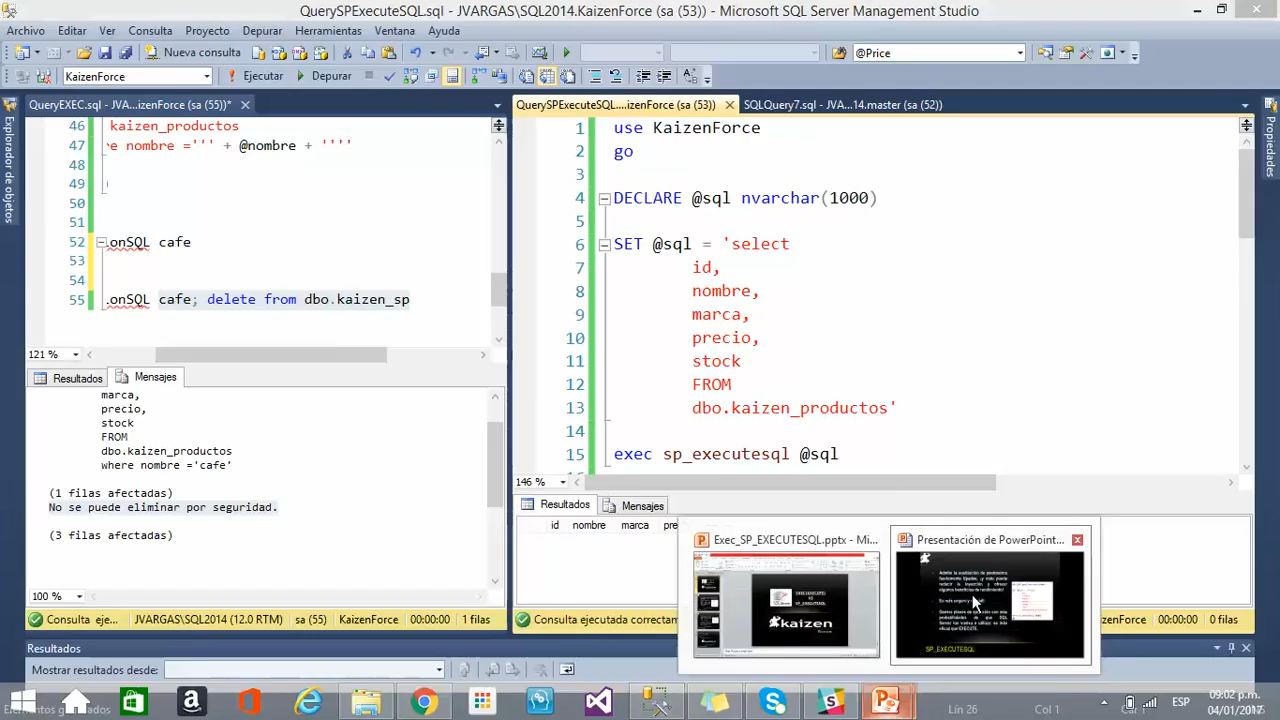 QuerySPExecuteSQL.sql - JVARGAS\SQL2014.KaizenForce (sa (53)) - Microsoft SQL Server Management Studio
Archivo Editar Ver Consulta Proyecto Depurar Herramientas Ventana Ayuda
Nueva consulta @Price
KaizenForce Ejecutar Depurar
QueryEXEC.sql - JVA...izenForce (sa (55))*
46 kaizen_productos
47 e nombre =''' + @nombre + ''''
48
49
50
51
52 onSQL cafe
53
54
55 onSQL cafe; delete from dbo.kaizen_sp
121 %
Resultados Mensajes
marca,
precio,
stock
FROM
dbo.kaizen_productos
where nombre ='cafe'
(1 filas afectadas)
No se puede eliminar por seguridad.
(3 filas afectadas)
100 %
Consulta eje... JVARGAS\SQL2014 (12.0 RTM) sa (55) KaizenForce 00:00:00 1 filas
QuerySPExecuteSQL....izenForce (sa (53)) SQLQuery7.sql - JV...14.master (sa (52))
1 use KaizenForce
2 go
3
4 DECLARE @sql nvarchar(1000)
5
6 SET @sql = 'select
7 id,
8 nombre,
9 marca,
10 precio,
11 stock
12 FROM
13 dbo.kaizen_productos'
14
15 exec sp_executesql @sql
146 %
Resultados Mensajes
id nombre marca pre
Consulta ejecutada correctam
nForce 00:00:00 0 filas
Explorador de objetos
Propiedades
Exec_SP_EXECUTESQL.pptx - Mi...
kaizen
Presentación de PowerPoint...
SP_EXECUTESQL
Resultados
Mostrar resultados desde:
Lín 26 Col 1
ESP
09:02 p.m.
04/01/2017